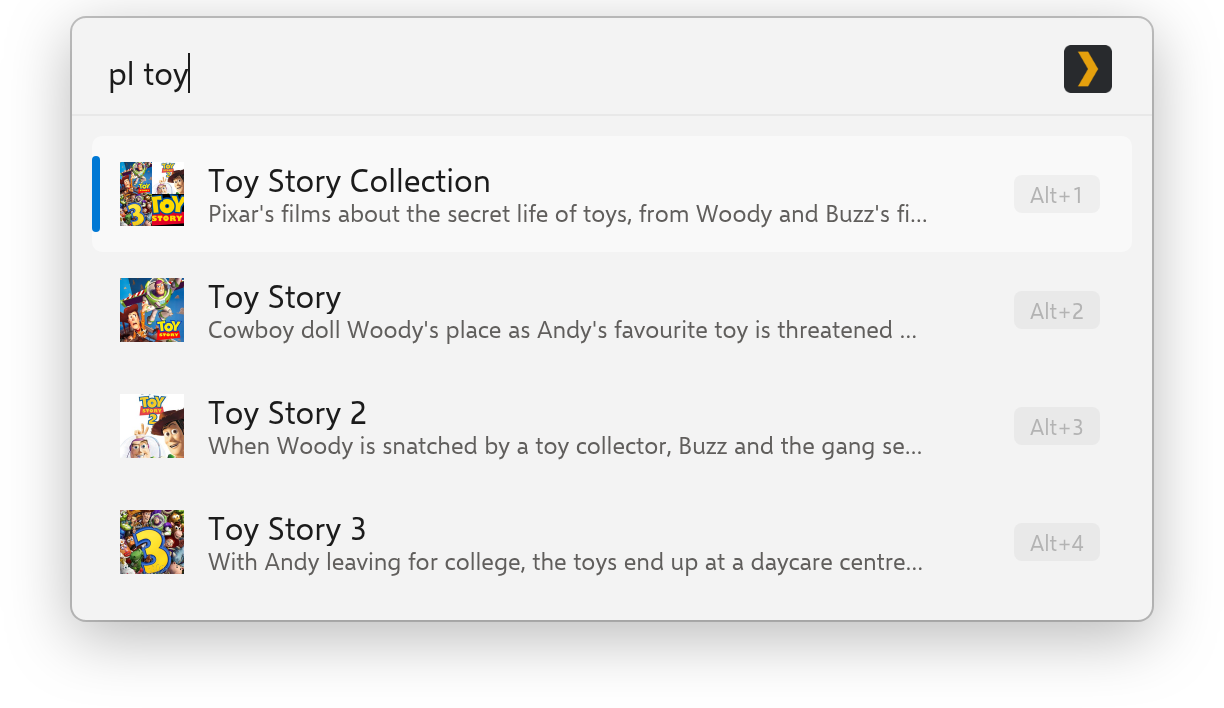 pl toy
Toy Story Collection
Pixar's films about the secret life of toys, from Woody and Buzz's fi...
Alt+1
Toy Story
Cowboy doll Woody's place as Andy's favourite toy is threatened ...
Alt+2
Toy Story 2
When Woody is snatched by a toy collector, Buzz and the gang se...
Alt+3
Toy Story 3
With Andy leaving for college, the toys end up at a daycare centre...
Alt+4